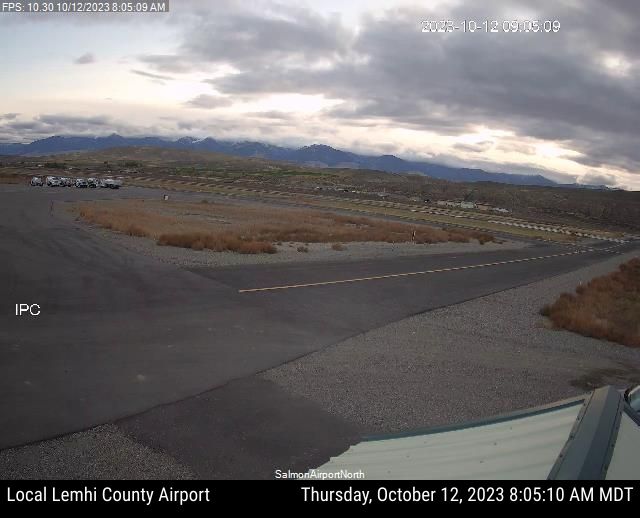 FPS: 10.30 10/12/2023 8:05:09 AM
2023-10-12 09:05:09
IPC
SalmonAirportNorth
Local Lemhi County Airport
Thursday, October 12, 2023 8:05:10 AM MDT